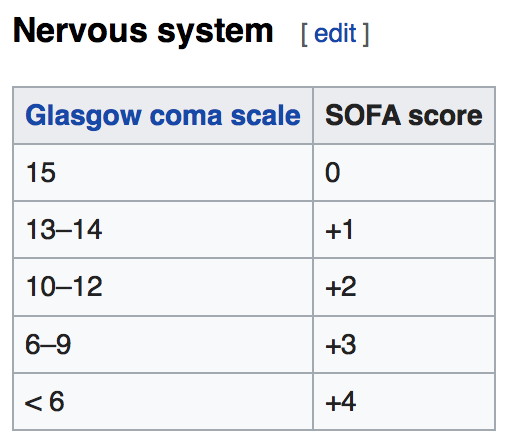 Nervous system [ edit ]
Glasgow coma scale SOFA score
15 0
13–14 +1
10–12 +2
6–9 +3
< 6 +4